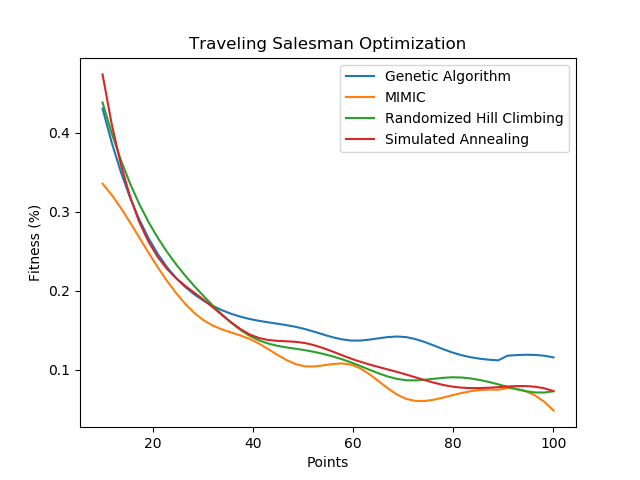 Traveling Salesman Optimization
Genetic Algorithm
MIMIC
Randomized Hill Climbing
Simulated Annealing
Fitness (%)
0.4
0.3
0.2
0.1
20 40 60 80 100
Points